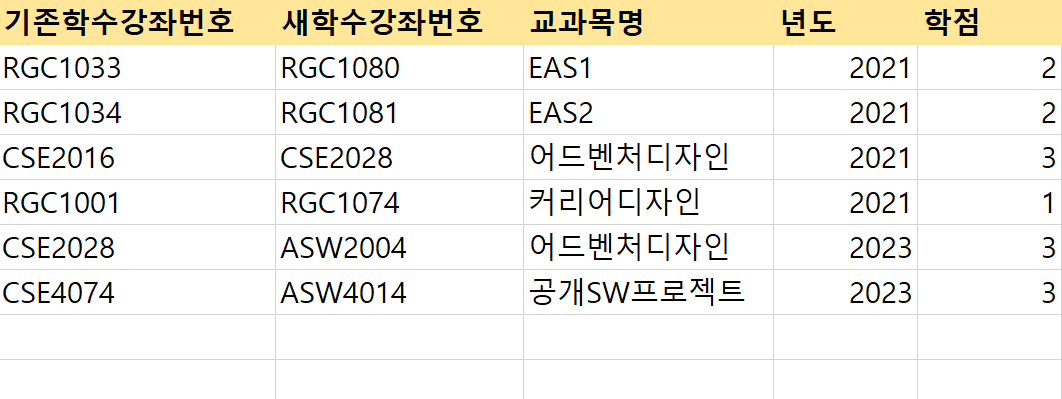 기존학수강좌번호 새학수강좌번호 교과목명 년도 학점
RGC1033 RGC1080 EAS1 2021 2
RGC1034 RGC1081 EAS2 2021 2
CSE2016 CSE2028 어드벤처디자인 2021 3
RGC1001 RGC1074 커리어디자인 2021 1
CSE2028 ASW2004 어드벤처디자인 2023 3
CSE4074 ASW4014 공개SW프로젝트 2023 3